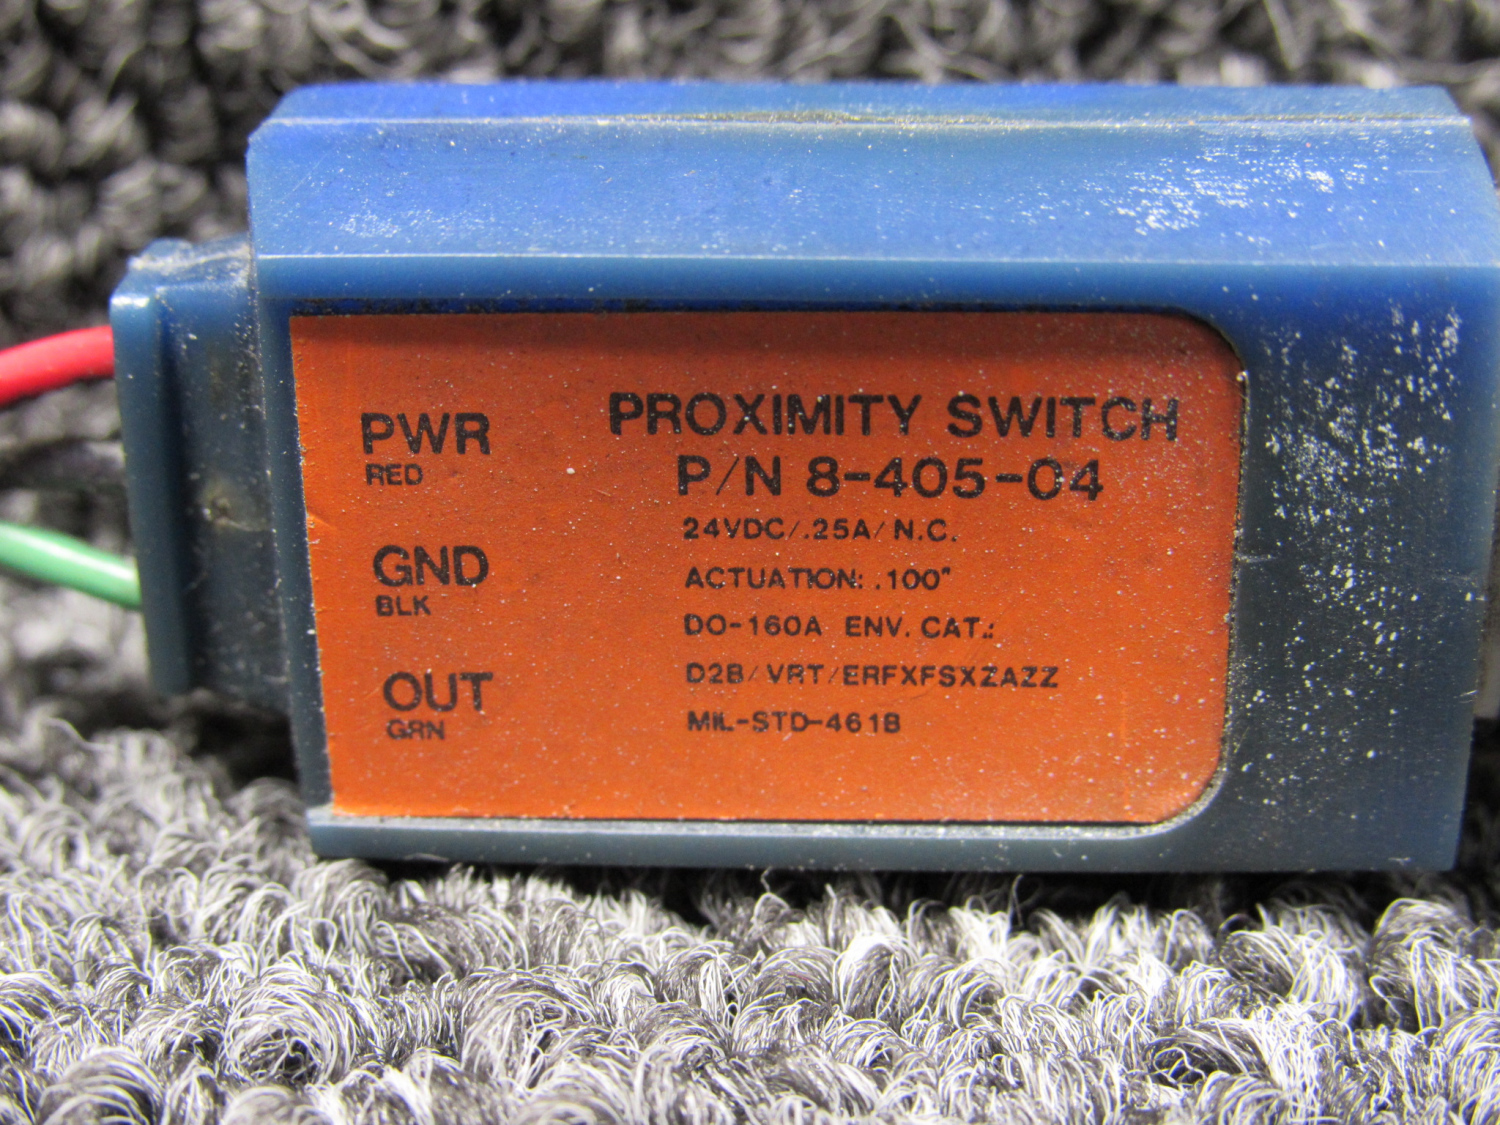 PWR
RED
GND
BLK
OUT
GRN
PROXIMITY SWITCH
P/N 8-405-04
24VDC/.25A/N.C.
ACTUATION: .100"
DO-160A ENV. CAT.:
D2B/VRT/ERFXFSXZAZZ
MIL-STD-461B